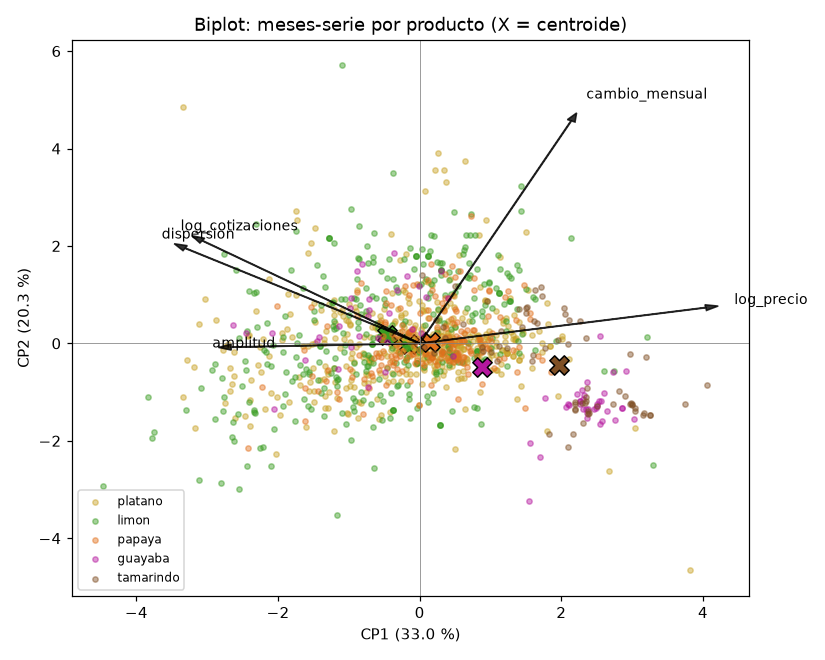 Biplot: meses-serie por producto (X = centroide)
6
4
2
0
−2
−4
CP2 (20.3 %)
cambio_mensual
log_cotizaciones
dispersion
log_precio
amplitud
platano
limon
papaya
guayaba
tamarindo
−4
−2
0
2
4
CP1 (33.0 %)